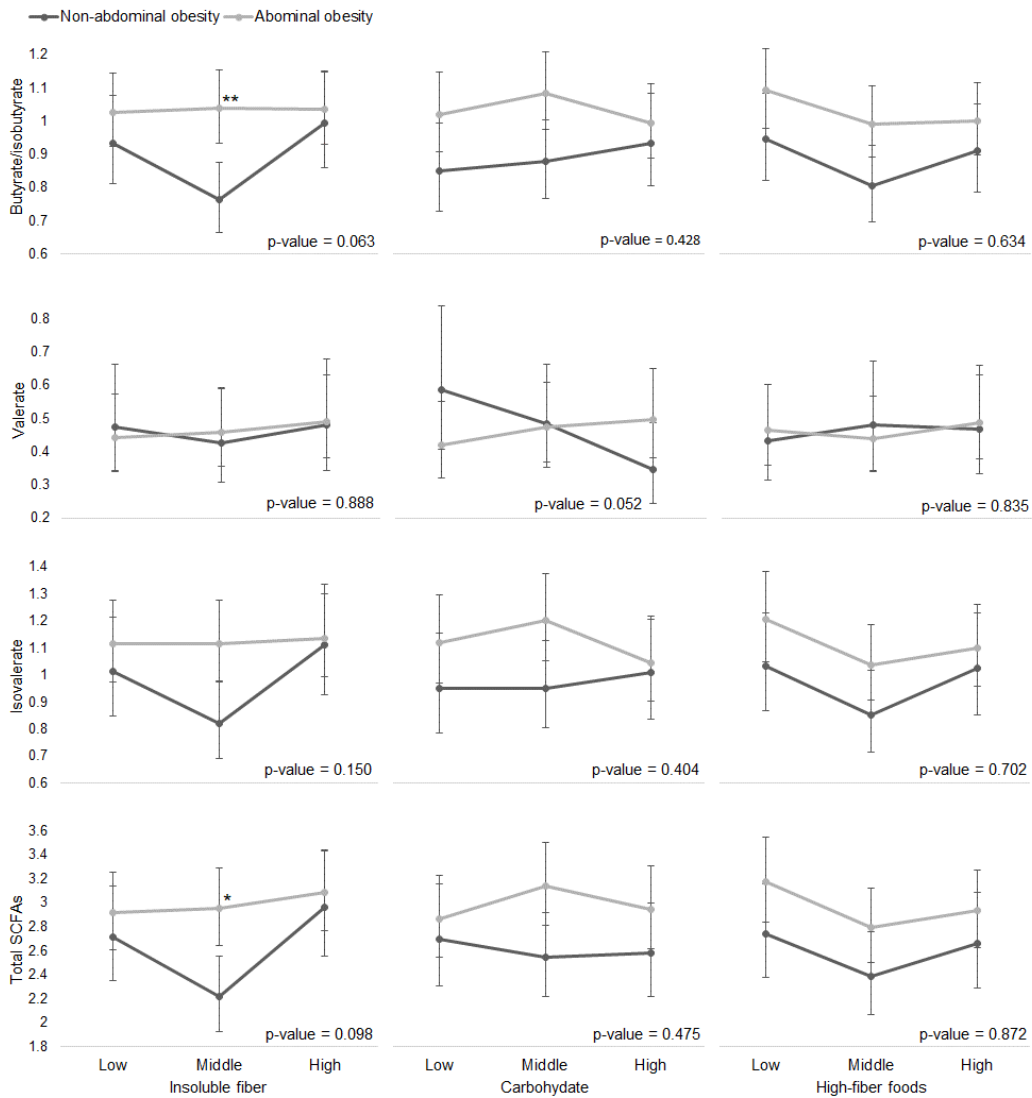 Non-abdominal obesity Abominal obesity
Butyrate/isobutyrate
1.2
1.1
1
0.9
0.8
0.7
0.6
**
p-value = 0.063
p-value = 0.428
p-value = 0.634
Valerate
0.8
0.7
0.6
0.5
0.4
0.3
0.2
p-value = 0.888
p-value = 0.052
p-value = 0.835
Isovalerate
1.4
1.3
1.2
1.1
1
0.9
0.8
0.7
0.6
p-value = 0.150
p-value = 0.404
p-value = 0.702
Total SCFAs
3.6
3.4
3.2
3
2.8
2.6
2.4
2.2
2
1.8
*
p-value = 0.098
p-value = 0.475
p-value = 0.872
Low Middle High Low Middle High Low Middle High
Insoluble fiber Carbohydate High-fiber foods